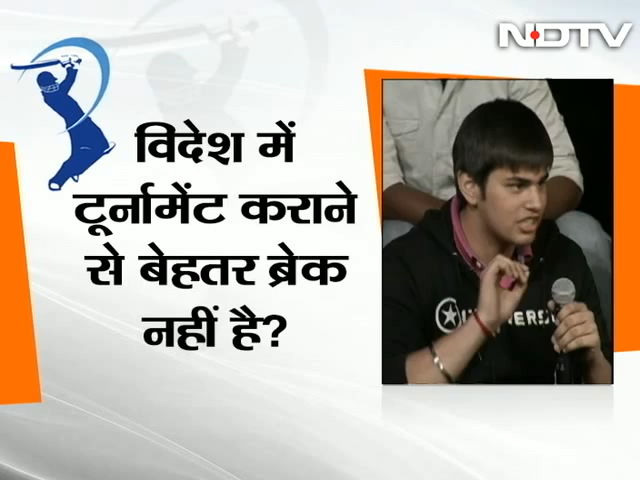 NDTV
विदेश में
टूर्नामेंट कराने
से बेहतर ब्रेक
नहीं है?